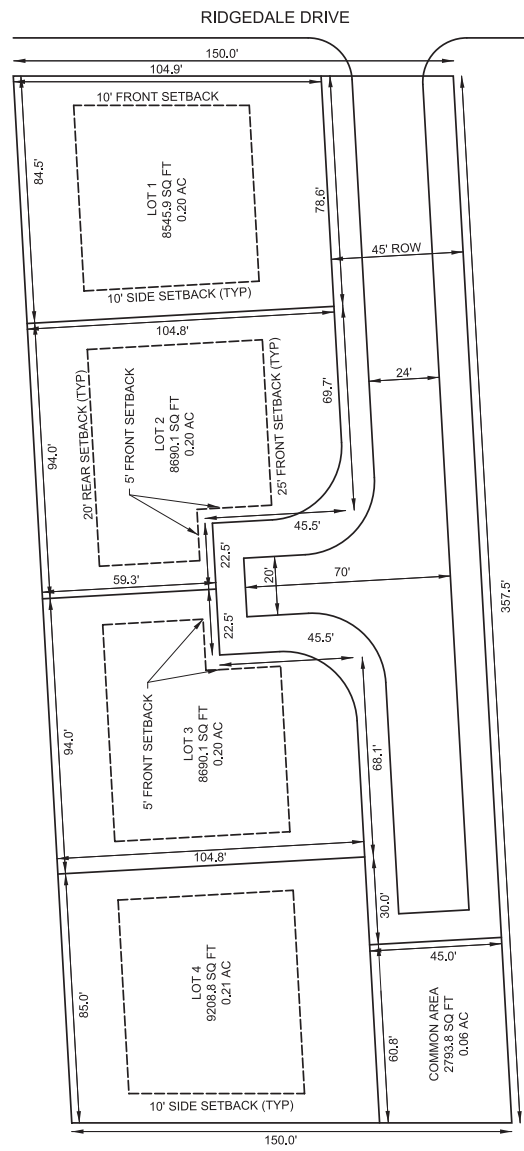 RIDGEDALE DRIVE
150.0'
104.9'
10' FRONT SETBACK
84.5'
LOT 1
8545.9 SQ FT
0.20 AC
78.6'
45' ROW
10' SIDE SETBACK (TYP)
104.8'
20' REAR SETBACK (TYP)
5' FRONT SETBACK
LOT 2
8690.1 SQ FT
0.20 AC
25' FRONT SETBACK (TYP)
69.7'
24'
94.0'
45.5'
22.5'
59.3'
20'
70'
357.5'
22.5'
45.5'
5' FRONT SETBACK
LOT 3
8690.1 SQ FT
0.20 AC
94.0'
68.1'
104.8'
30.0'
LOT 4
9208.8 SQ FT
0.21 AC
85.0'
45.0'
60.8'
COMMON AREA
2793.8 SQ FT
0.06 AC
10' SIDE SETBACK (TYP)
150.0'